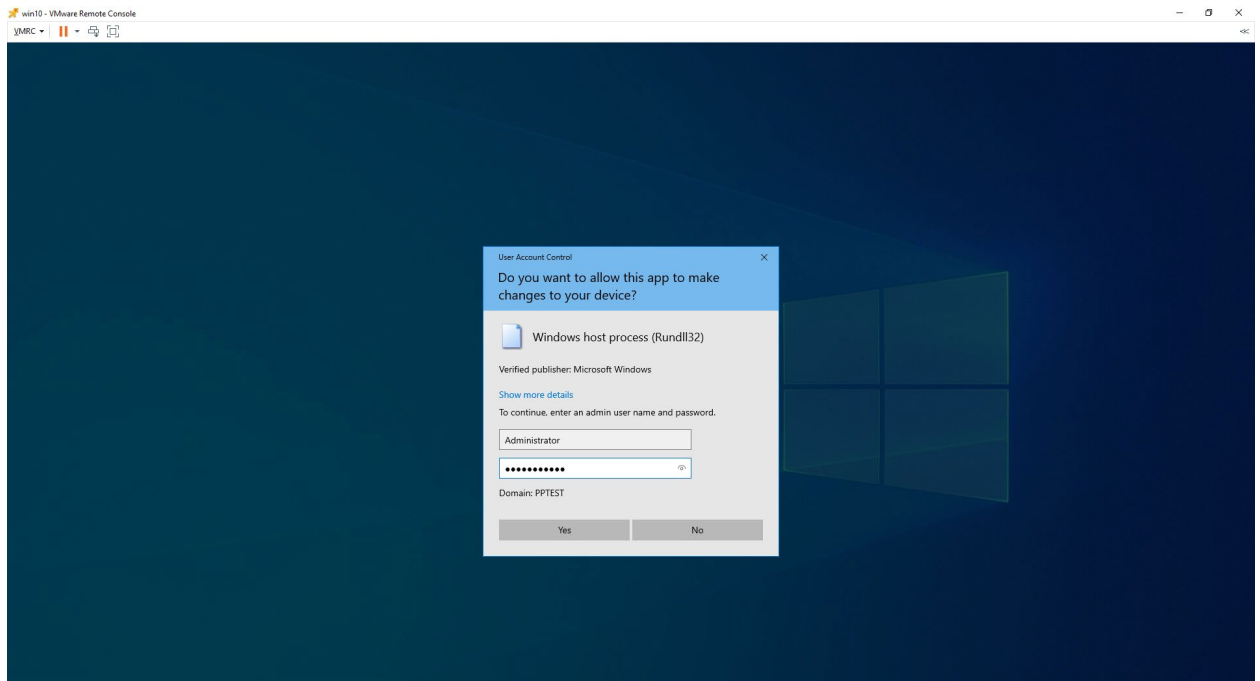 win10 - VMware Remote Console
VMRC
User Account Control
Do you want to allow this app to make
changes to your device?
Windows host process (Rundll32)
Verified publisher: Microsoft Windows
Show more details
To continue, enter an admin user name and password.
Administrator
•••••••••••
Domain: PPTEST
Yes No